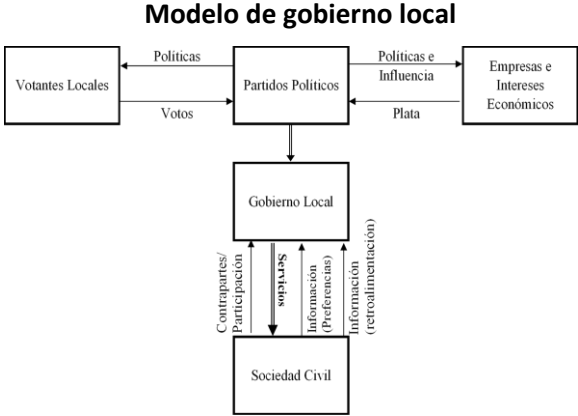 Modelo de gobierno local
Políticas
Políticas e
Influencia
Votantes Locales
Partidos Políticos
Empresas e
Intereses
Económicos
Votos
Plata
Gobierno Local
Contrapartes/
Participación
Servicios
Información
(Preferencias)
Información
(retroalimentación)
Sociedad Civil